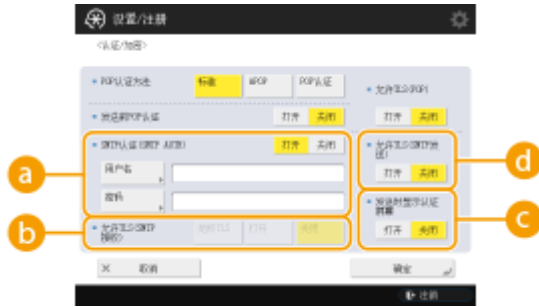 设置/注册
<认证/加密>
POP认证方法 标准 APOP POP认证
允许TLS(POP)
发送前POP认证 打开 关闭
打开 关闭
SMTP认证(SMTP AUTH) 打开 关闭
允许TLS(SMTP发
送)
用户名
打开 关闭
密码
发送时显示认证
屏幕
允许TLS(SMTP
接收)
始终TLS 打开 关闭
打开 关闭
取消
确定
注销
a
b
c
d